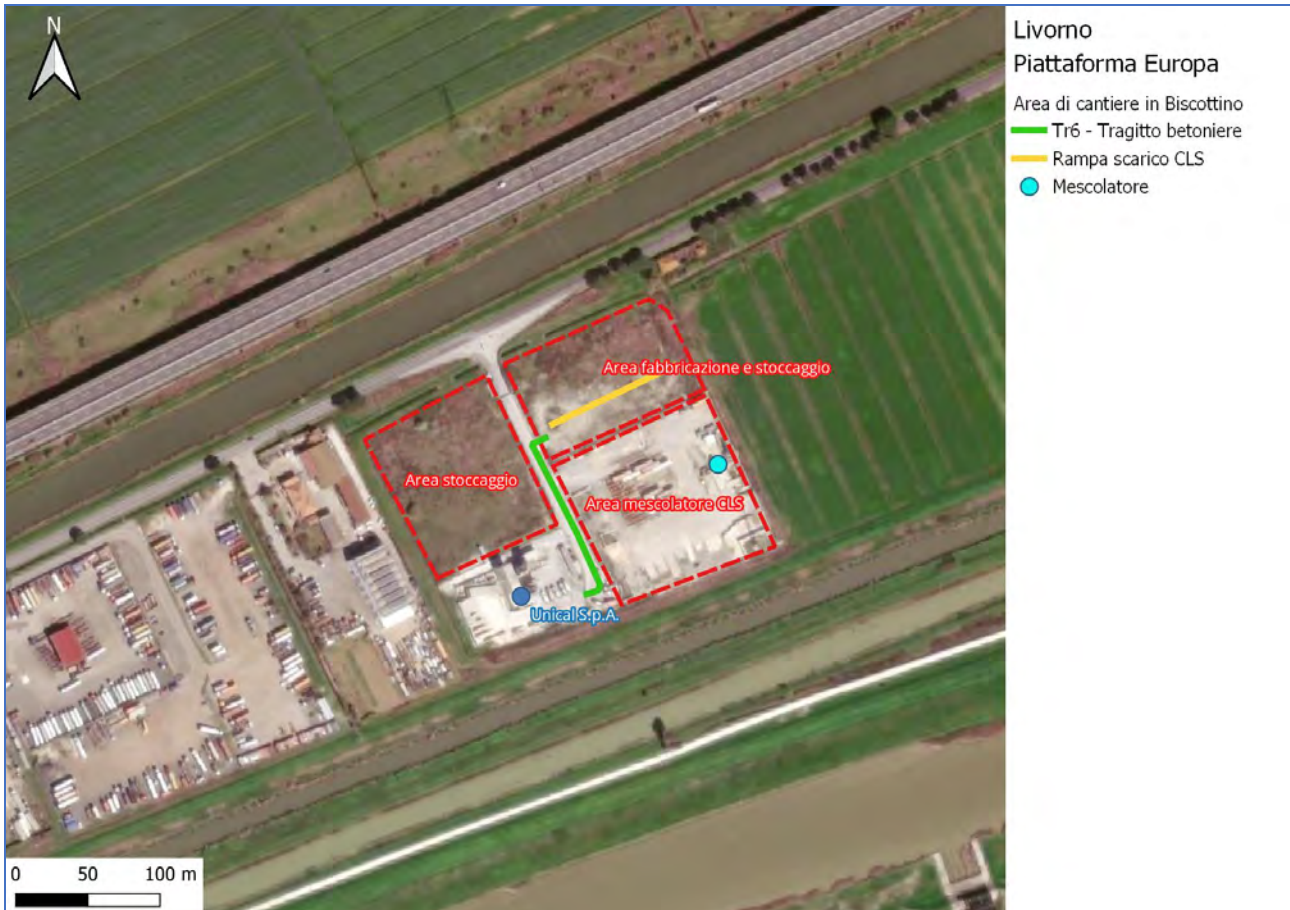 N
Livorno
Piattaforma Europa
Area di cantiere in Biscottino
Tr6 - Tragitto betoniere
Rampa scarico CLS
Mescolatore
Area fabbricazione e stoccaggio
Area stoccaggio
Area mescolatore CLS
Unical S.p.A.
0 50 100 m